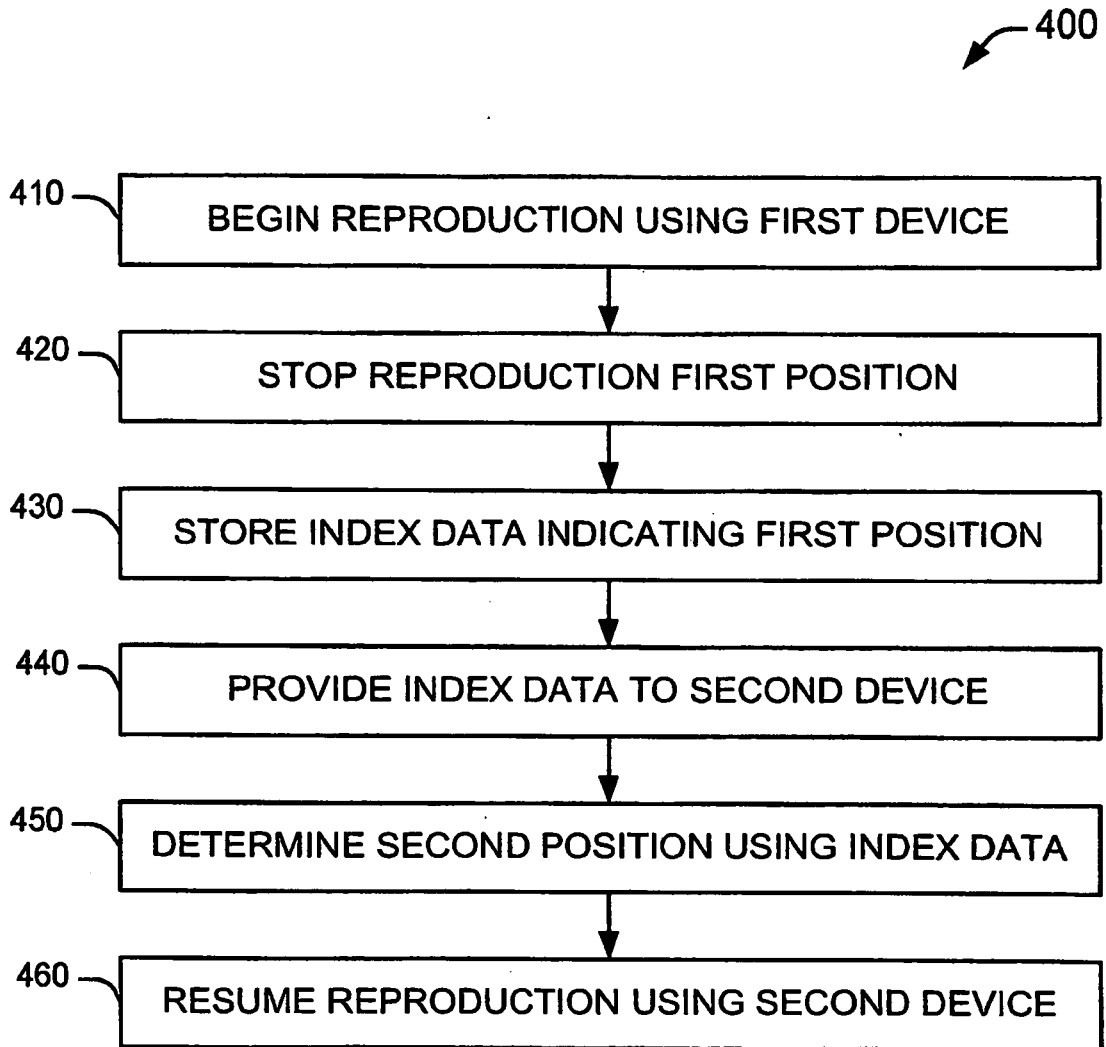 400
410
BEGIN REPRODUCTION USING FIRST DEVICE
420
STOP REPRODUCTION FIRST POSITION
430
STORE INDEX DATA INDICATING FIRST POSITION
440
PROVIDE INDEX DATA TO SECOND DEVICE
450
DETERMINE SECOND POSITION USING INDEX DATA
460
RESUME REPRODUCTION USING SECOND DEVICE